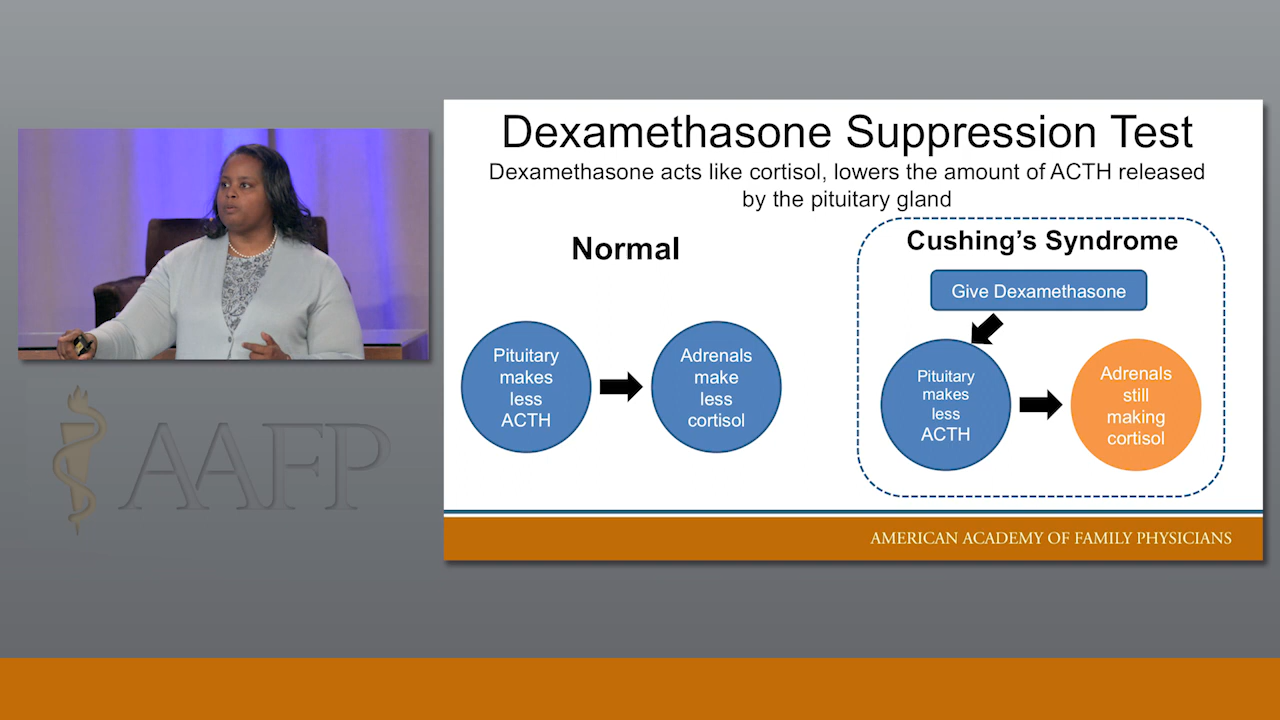 Dexamethasone Suppression Test
Dexamethasone acts like cortisol, lowers the amount of ACTH released
by the pituitary gland
Normal
Pituitary
makes
less
ACTH
Adrenals
make
less
cortisol
Cushing's Syndrome
Give Dexamethasone
Pituitary
makes
less
ACTH
Adrenals
still
making
cortisol
AMERICAN ACADEMY OF FAMILY PHYSICIANS
AAFP